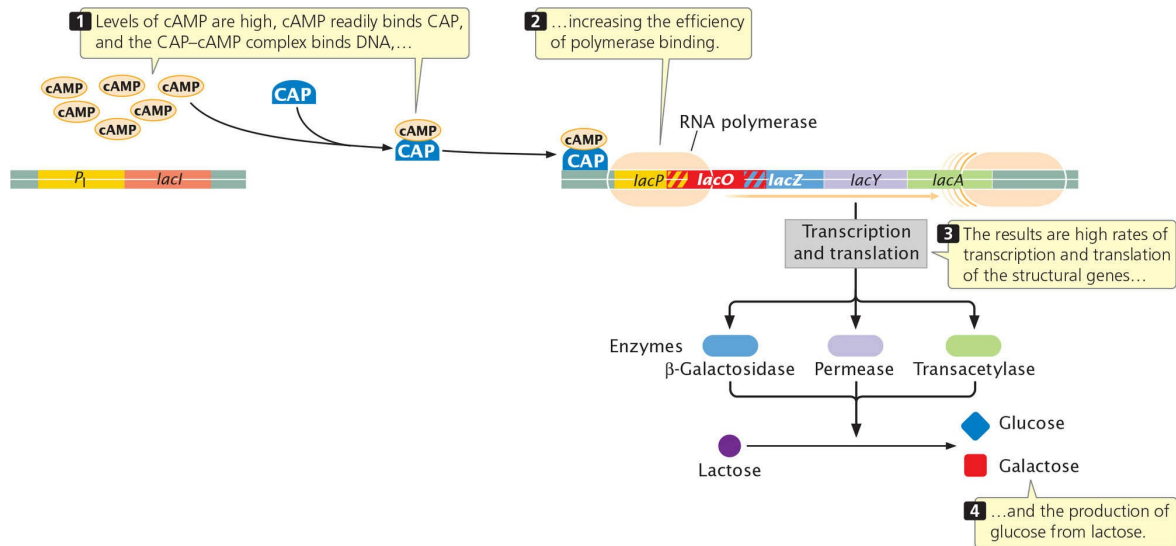 1 Levels of cAMP are high, cAMP readily binds CAP,
and the CAP–cAMP complex binds DNA,…
2 …increasing the efficiency
of polymerase binding.
cAMP
cAMP
cAMP
cAMP
cAMP
cAMP
CAP
cAMP
CAP
cAMP
CAP
RNA polymerase
PI
lacI
lacP
lacO
lacZ
lacY
lacA
Transcription
and translation
3 The results are high rates of
transcription and translation
of the structural genes…
Enzymes
β-Galactosidase
Permease
Transacetylase
Lactose
Glucose
Galactose
4 …and the production of
glucose from lactose.